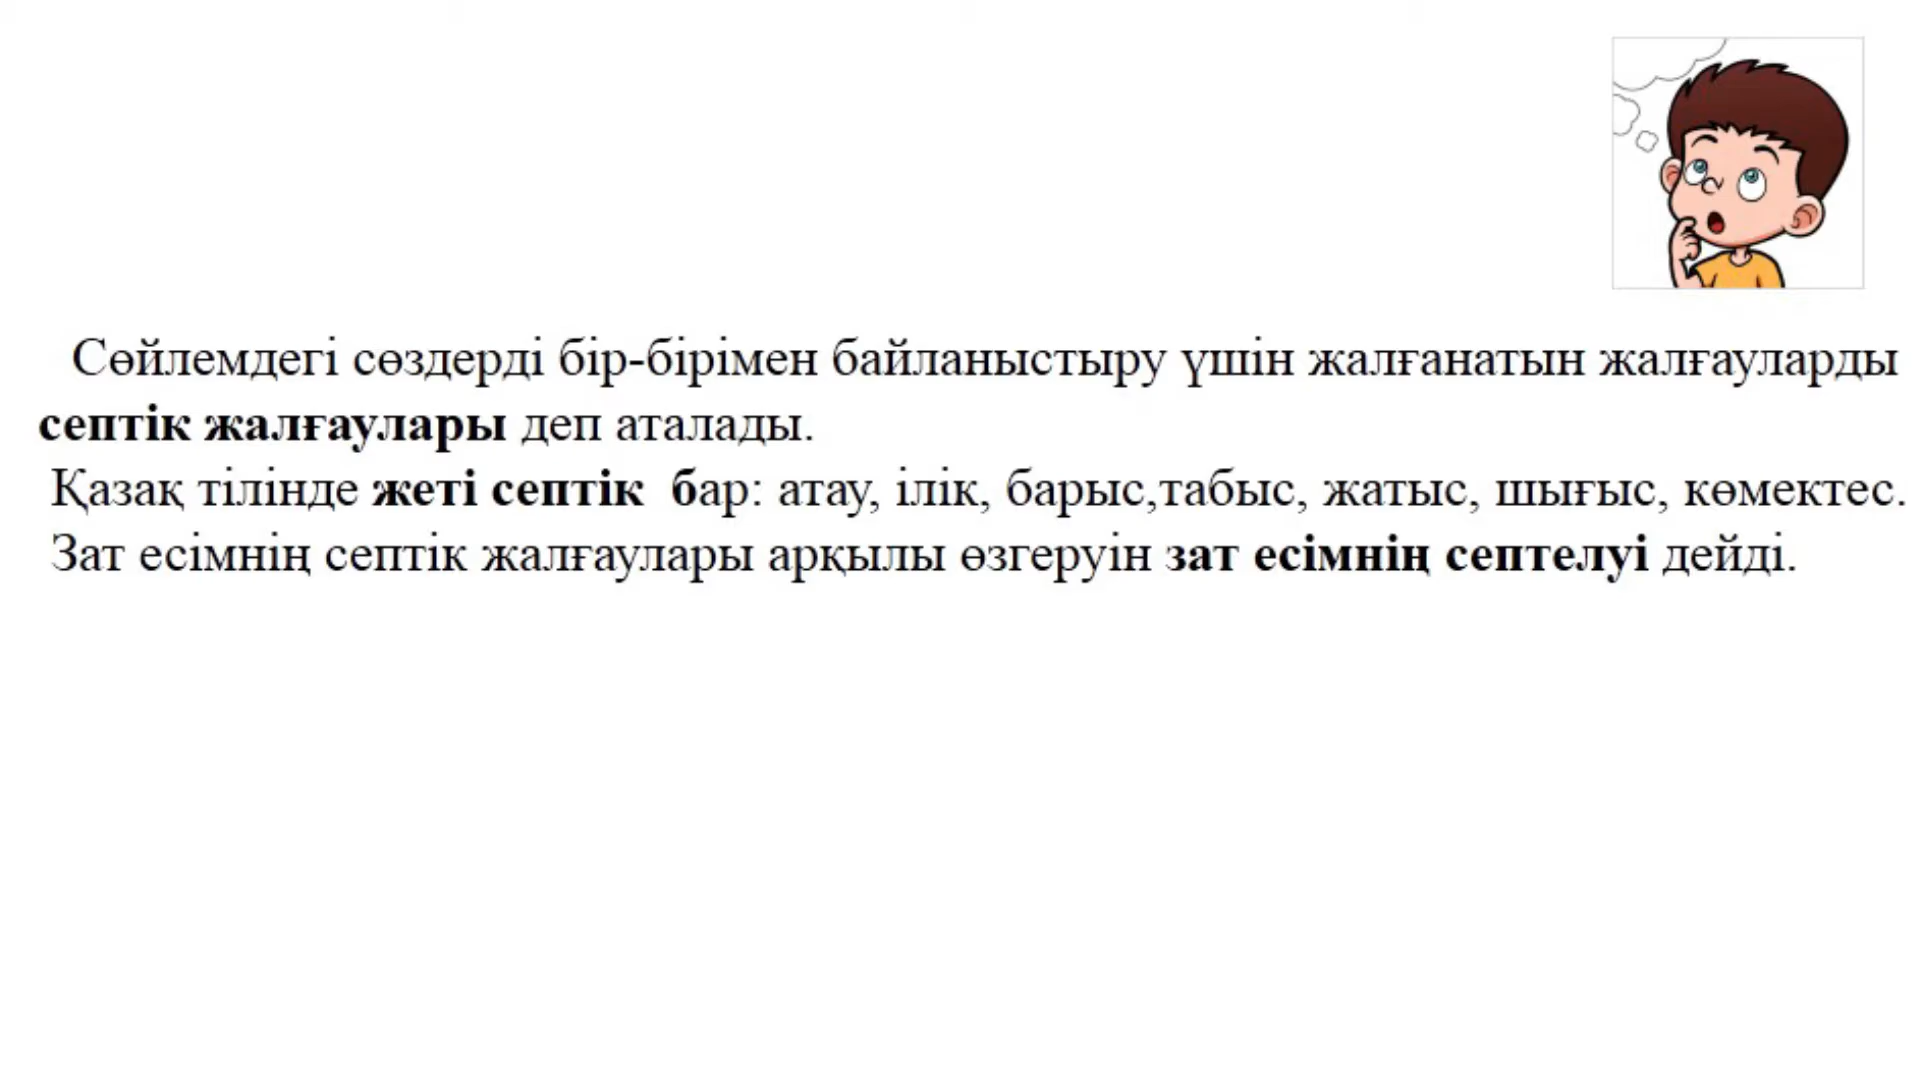 Сөйлемдегі сөздерді бір-бірімен байланыстыру үшін жалғанатын жалғауларды
септік жалғаулары деп аталады.
Қазақ тілінде жеті септік  бар: атау, ілік, барыс,табыс, жатыс, шығыс, көмектес.
Зат есімнің септік жалғаулары арқылы өзгеруін зат есімнің септелуі дейді.